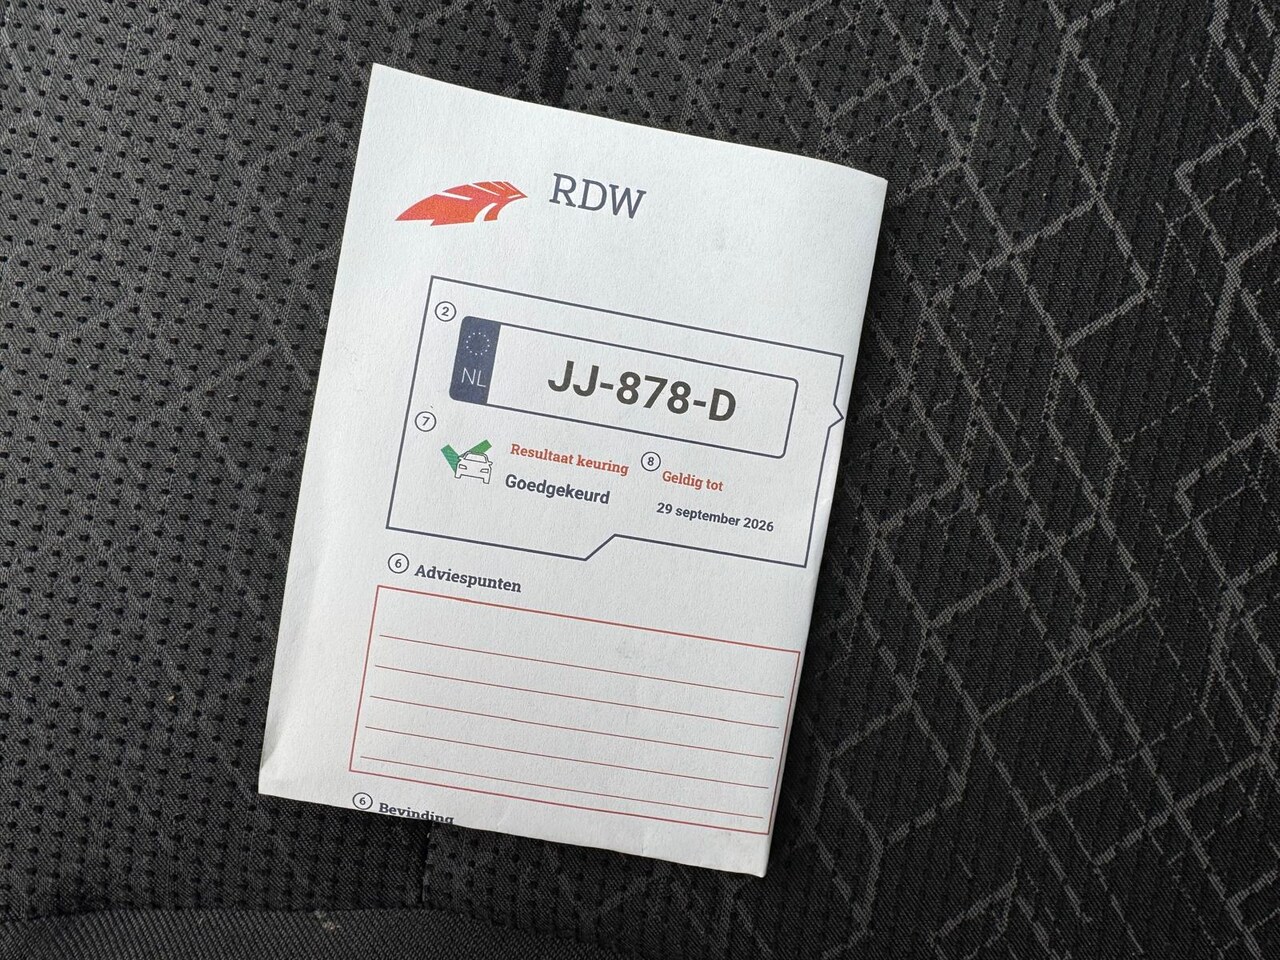 RDW
2
NL
JJ-878-D
7
Resultaat keuring
Goedgekeurd
8
Geldig tot
29 september 2026
6 Adviespunten
6 Bevinding